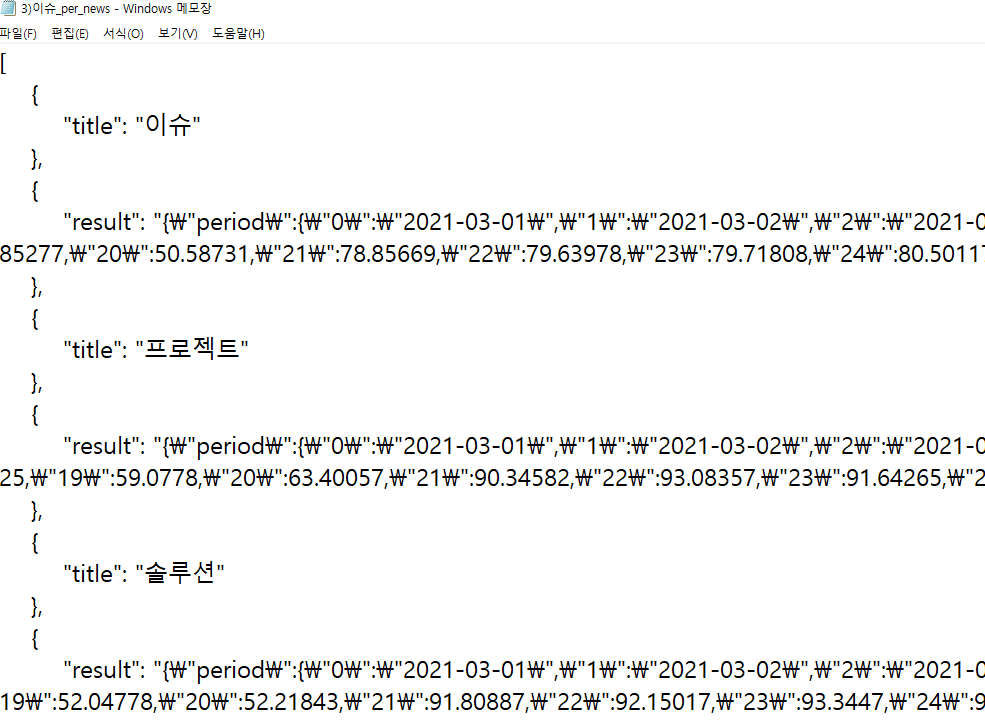 3)이슈_per_news - Windows 메모장
파일(F) 편집(E) 서식(O) 보기(V) 도움말(H)
[
{
"title": "이슈"
},
{
"result": "{₩"period₩":{₩"0₩":₩"2021-03-01₩",₩"1₩":₩"2021-03-02₩",₩"2₩":₩"2021-0
85277,₩"20₩":50.58731,₩"21₩":78.85669,₩"22₩":79.63978,₩"23₩":79.71808,₩"24₩":80.50117
},
{
"title": "프로젝트"
},
{
"result": "{₩"period₩":{₩"0₩":₩"2021-03-01₩",₩"1₩":₩"2021-03-02₩",₩"2₩":₩"2021-0
25,₩"19₩":59.0778,₩"20₩":63.40057,₩"21₩":90.34582,₩"22₩":93.08357,₩"23₩":91.64265,₩"2
},
{
"title": "솔루션"
},
{
"result": "{₩"period₩":{₩"0₩":₩"2021-03-01₩",₩"1₩":₩"2021-03-02₩",₩"2₩":₩"2021-0
19₩":52.04778,₩"20₩":52.21843,₩"21₩":91.80887,₩"22₩":92.15017,₩"23₩":93.3447,₩"24₩":9